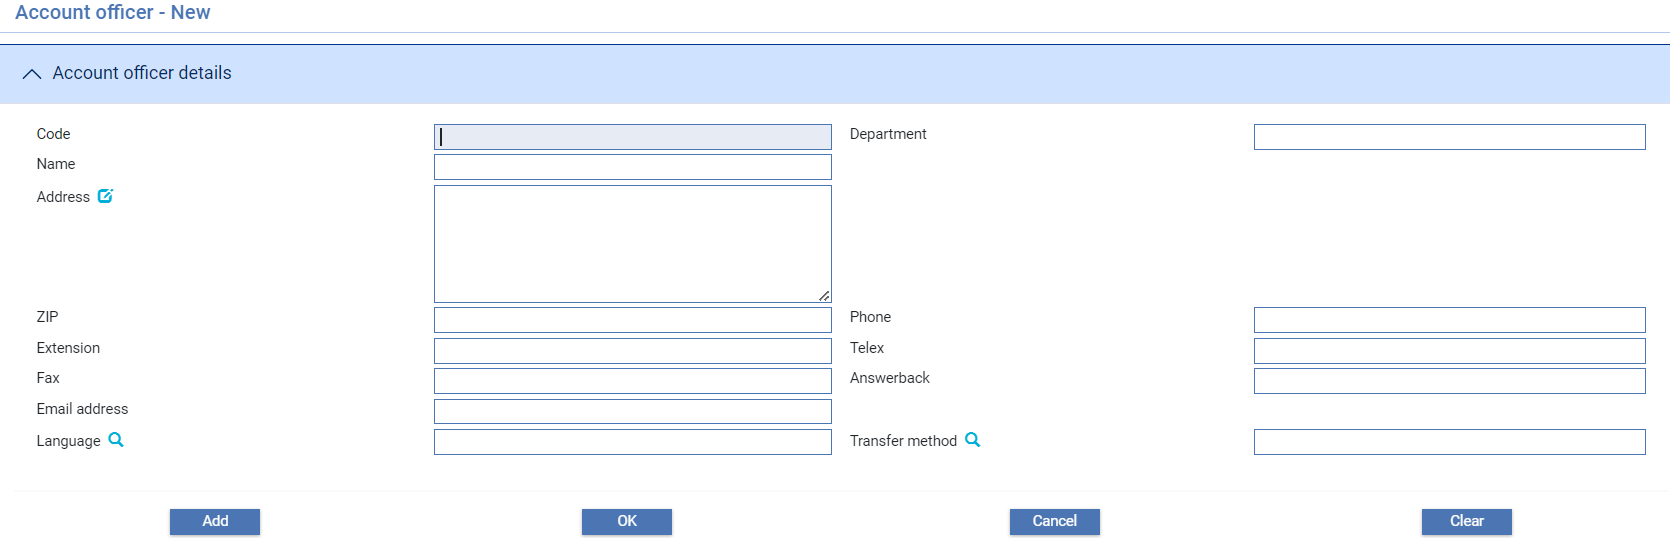 Account officer - New
Account officer details
Code Department
Name
Address
ZIP Phone
Extension Telex
Fax Answerback
Email address
Language Transfer method
Add OK Cancel Clear